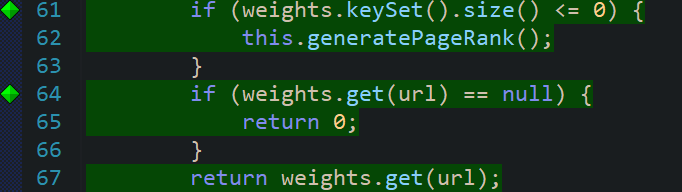 61 if (weights.keySet().size() <= 0) {
62 this.generatePageRank();
63 }
64 if (weights.get(url) == null) {
65 return 0;
66 }
67 return weights.get(url);